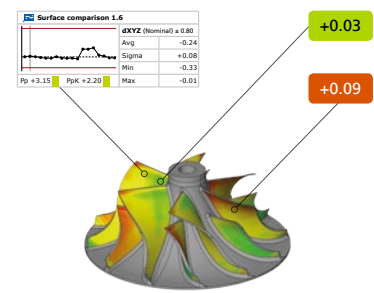 Surface comparison 1.6
dXYZ (Nominal) ± 0.80
Avg -0.24
Sigma +0.08
Min -0.33
Max -0.01
Pp +3.15 PpK +2.20
+0.03
+0.09